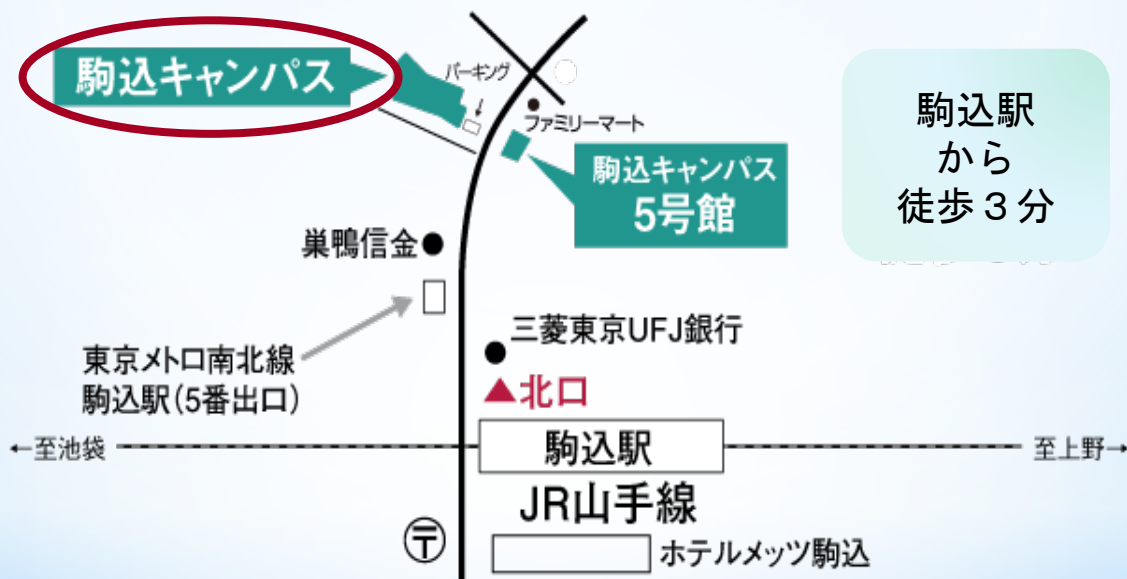 駒込キャンパス
パーキング
ファミリーマート
駒込キャンパス
5号館
駒込駅
から
徒歩３分
巣鴨信金
三菱東京UFJ銀行
東京メトロ南北線
駒込駅（5番出口）
▲北口
←至池袋
駒込駅
至上野→
JR山手線
〒
ホテルメッツ駒込